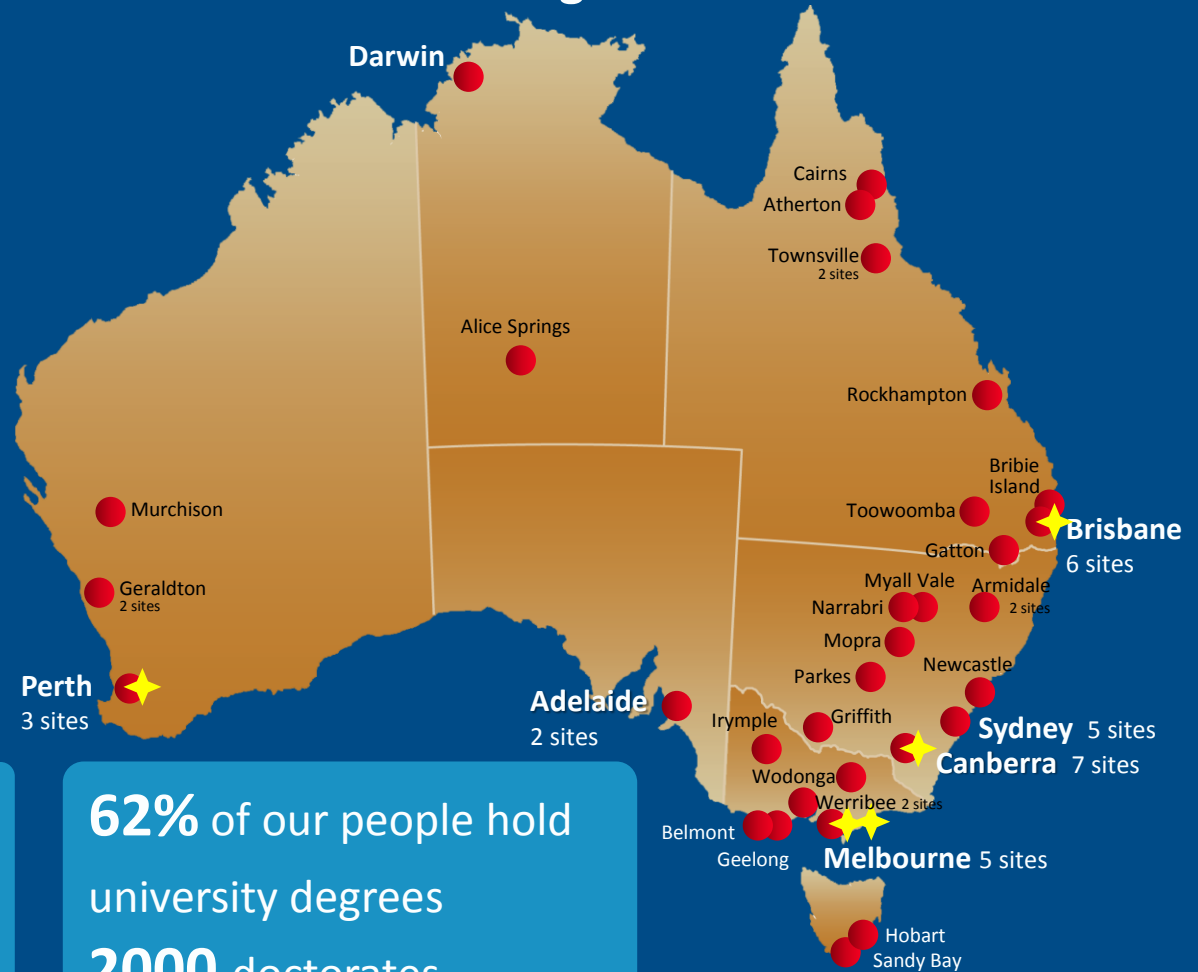 Darwin
Cairns
Atherton
Townsville
2 sites
Alice Springs
Rockhampton
Bribie
Island
Murchison
Toowoomba
Brisbane
6 sites
Gatton
Geraldton
2 sites
Myall Vale
Armidale
2 sites
Narrabri
Mopra
Newcastle
Parkes
Perth
3 sites
Adelaide
2 sites
Irymple
Griffith
Sydney 5 sites
Canberra 7 sites
Wodonga
Werribee 2 sites
Belmont
Geelong
Melbourne 5 sites
Hobart
Sandy Bay
62% of our people hold
university degrees
2000 doctorates